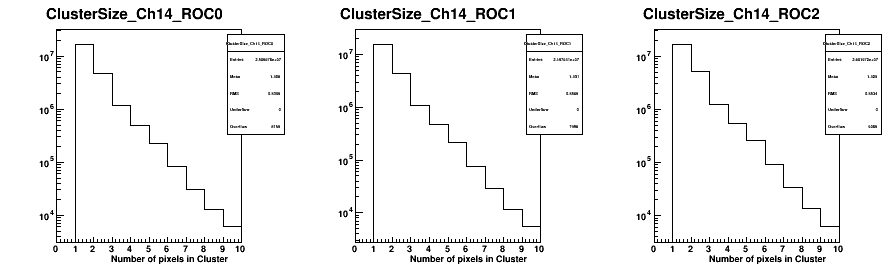 ClusterSize_Ch14_ROC0
ClusterSize_Ch14_ROC1
ClusterSize_Ch14_ROC2
Entries
Mean
RMS
Underflow 0
Overflow
ClusterSize_Ch14_ROC1
Entries
Mean
RMS
Underflow 0
Overflow
Entries
Mean
RMS
Underflow 0
Overflow
10^7
10^6
10^5
10^4
0 1 2 3 4 5 6 7 8 9 10
Number of pixels in Cluster
10^7
10^6
10^5
10^4
0 1 2 3 4 5 6 7 8 9 10
Number of pixels in Cluster
10^7
10^6
10^5
10^4
0 1 2 3 4 5 6 7 8 9 10
Number of pixels in Cluster